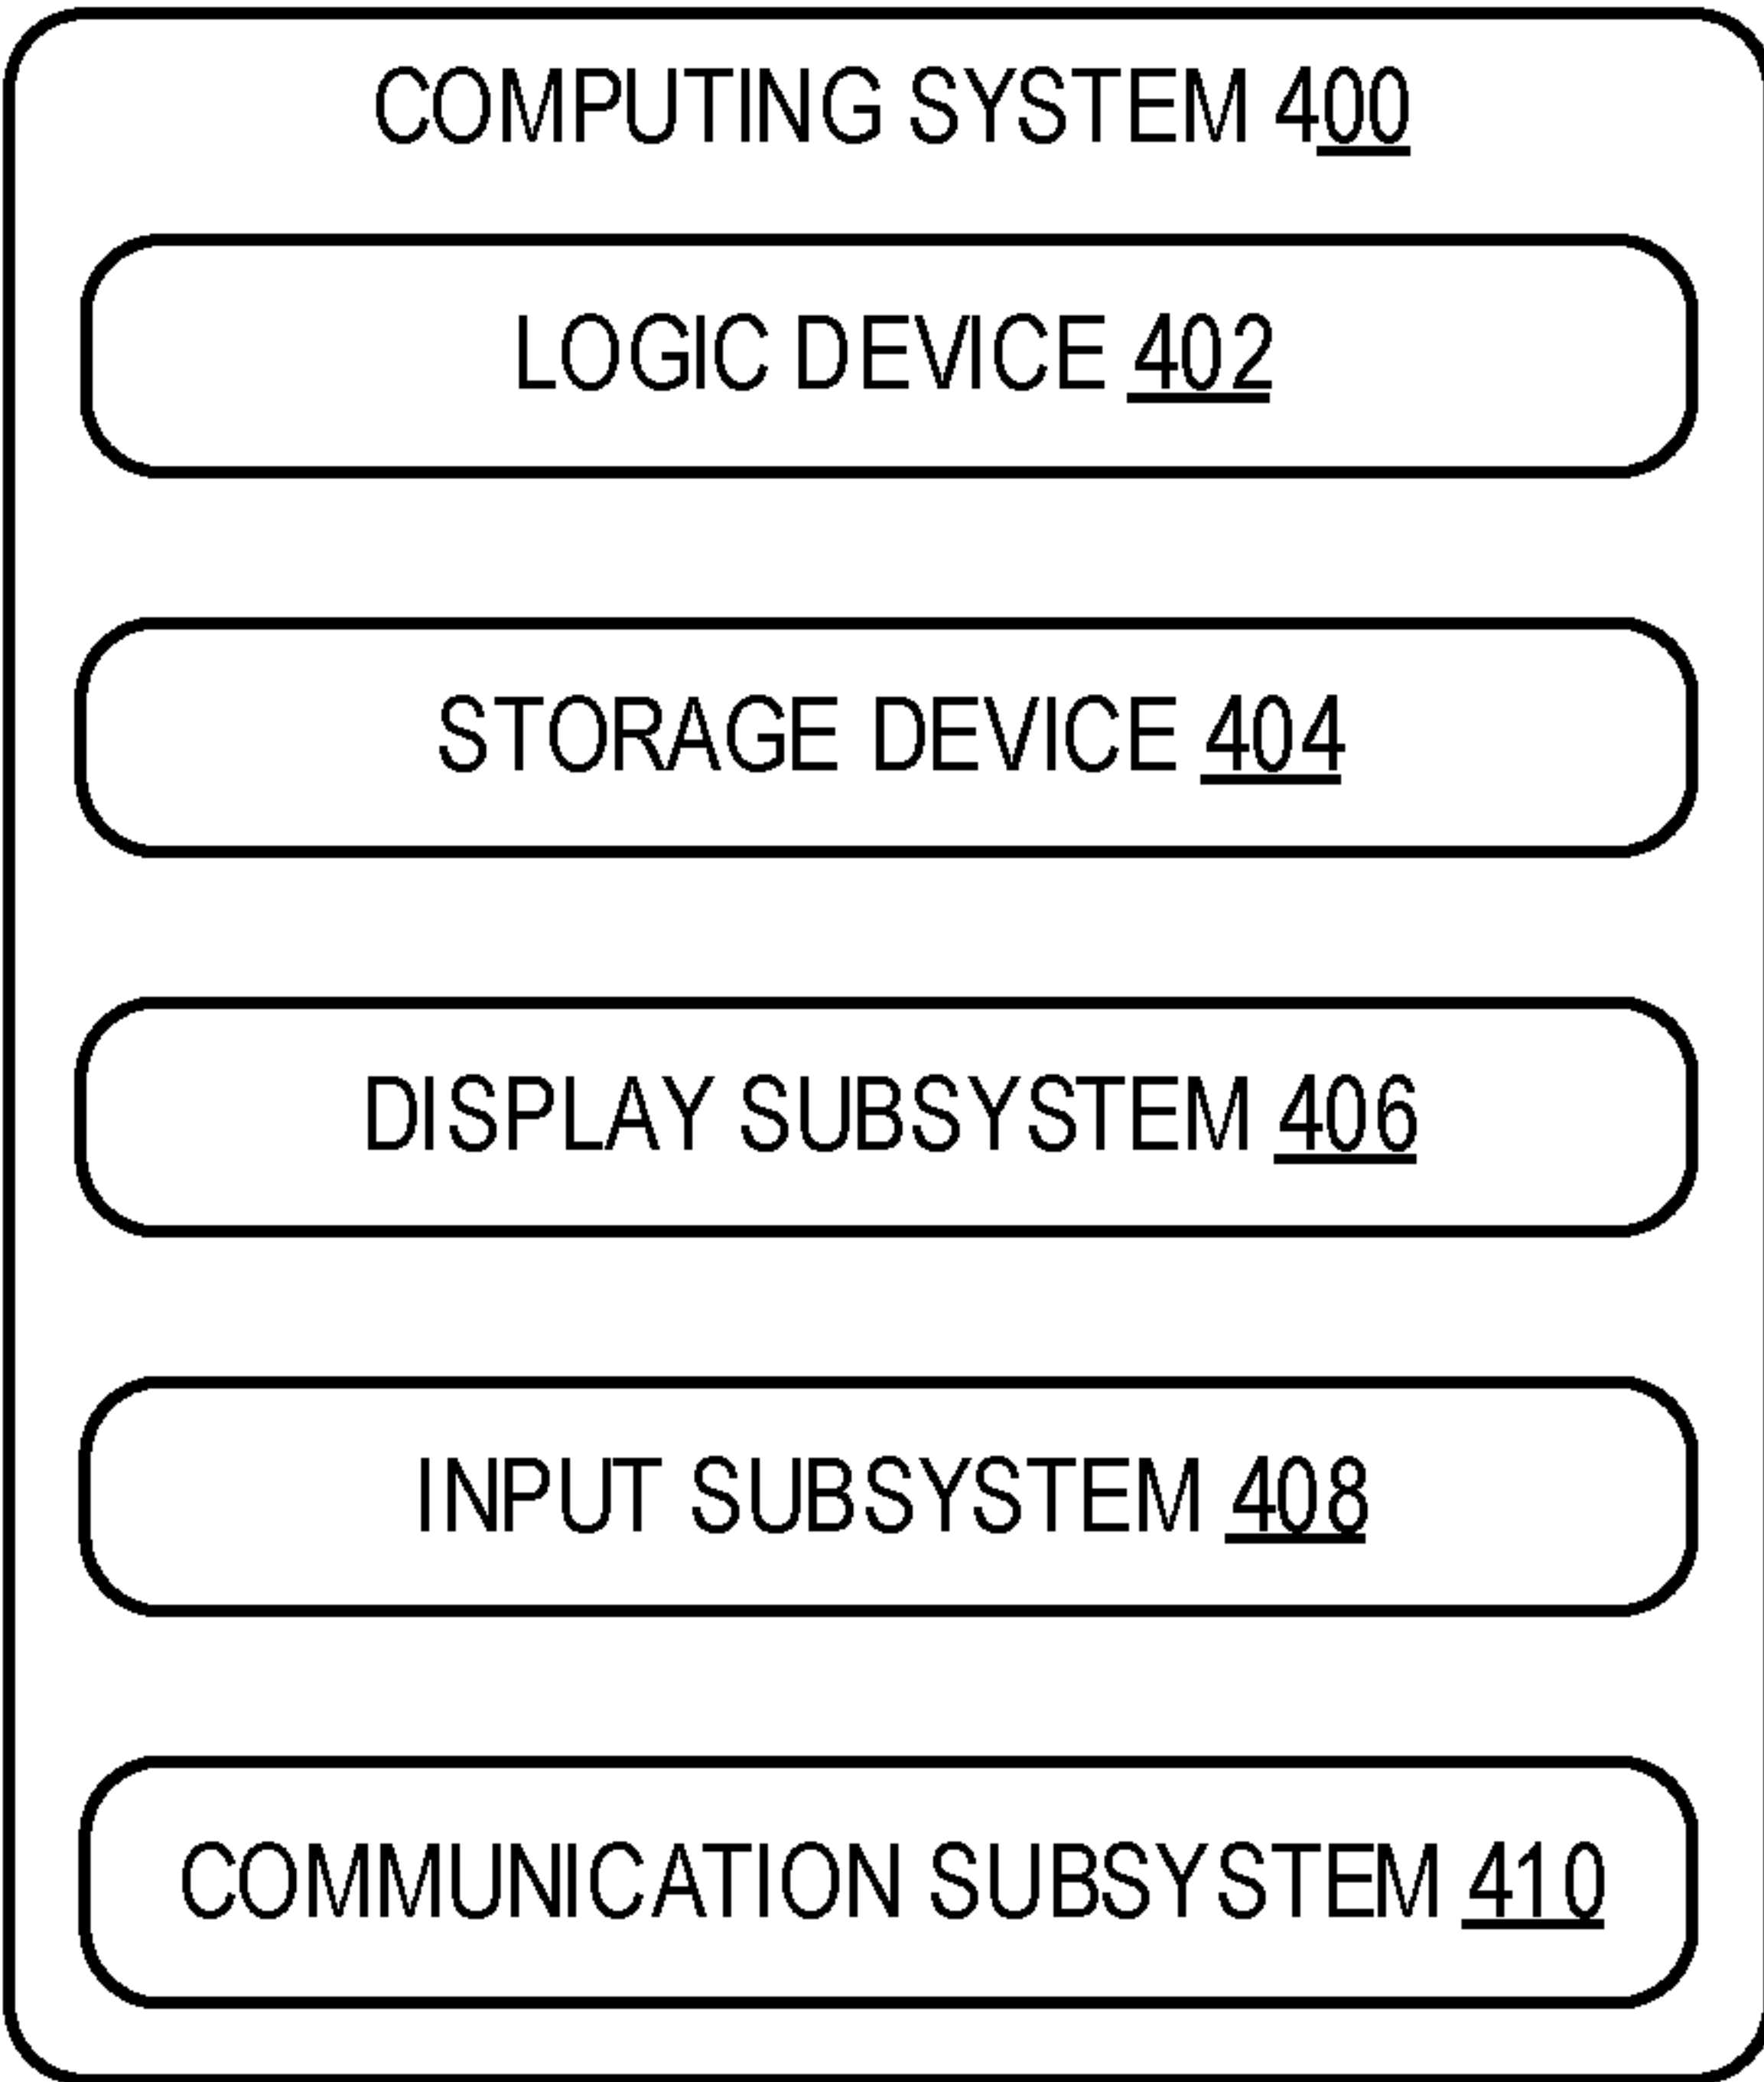 COMPUTING SYSTEM 400
LOGIC DEVICE 402
STORAGE DEVICE 404
DISPLAY SUBSYSTEM 406
INPUT SUBSYSTEM 408
COMMUNICATION SUBSYSTEM 410